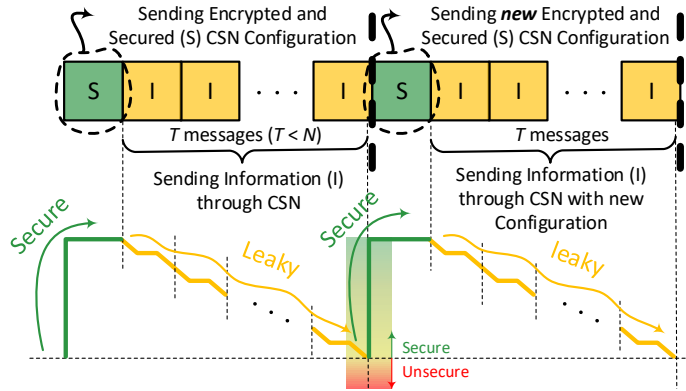 Sending Encrypted and
Secured (S) CSN Configuration
Sending new Encrypted and
Secured (S) CSN Configuration
S I I . . . I S I I . . . I
T messages (T < N)
T messages
Sending Information (I)
through CSN
Sending Information (I)
through CSN with new
Configuration
Secure
Leaky
. . .
Secure
leaky
. . .
Secure
Unsecure